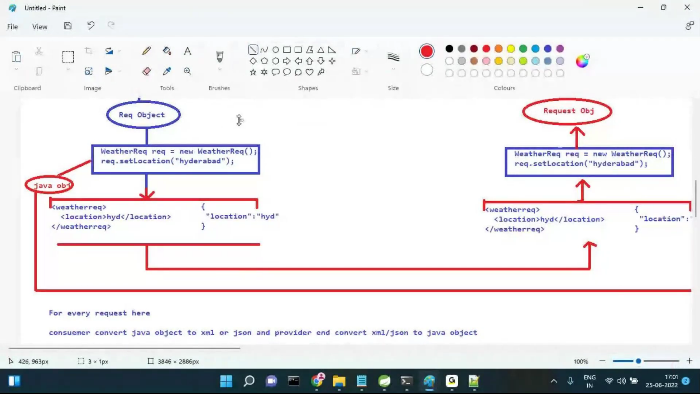 Untitled - Paint
File
View
Clipboard
Image
Tools
Brushes
Shapes
Size
Colours
Req Object
WeatherReq req = new WeatherReq();
req.setLocation("hyderabad");
java obj
<weatherreq>
<location>hyd</location>
</weatherreq>
{
"location":"hyd"
}
Request Obj
WeatherReq req = new WeatherReq();
req.setLocation("hyderabad");
<weatherreq>
<location>hyd</location>
</weatherreq>
{
"location":"
}
For every request here
consuemer convert java object to xml or json and provider end convert xml/json to java object
426, 963px
3 × 1px
3846 × 2886px
100%
ENG
IN
17:01
25-06-2022